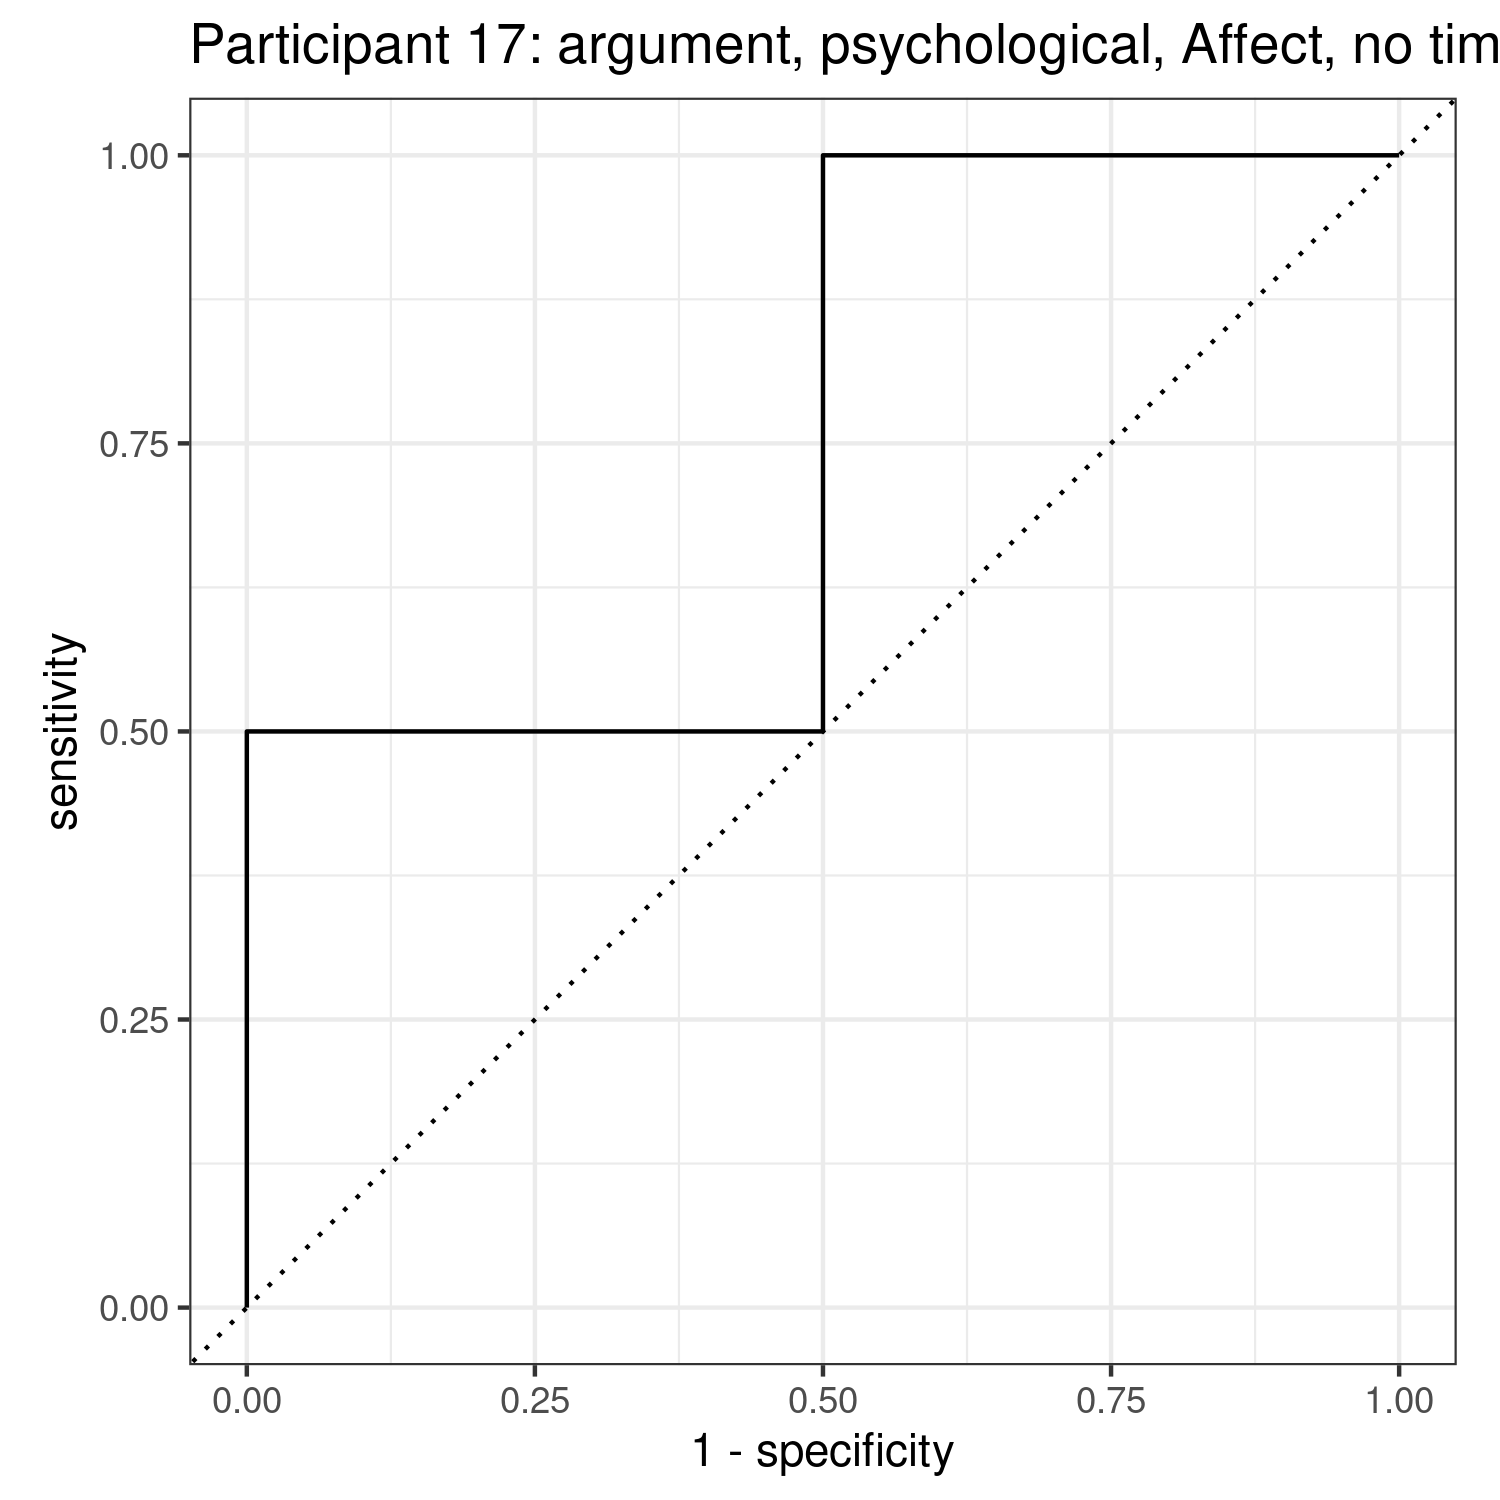 Participant 17: argument, psychological, Affect, no tim
1.00
0.75
0.50
0.25
0.00
sensitivity
0.00 0.25 0.50 0.75 1.00
1 - specificity